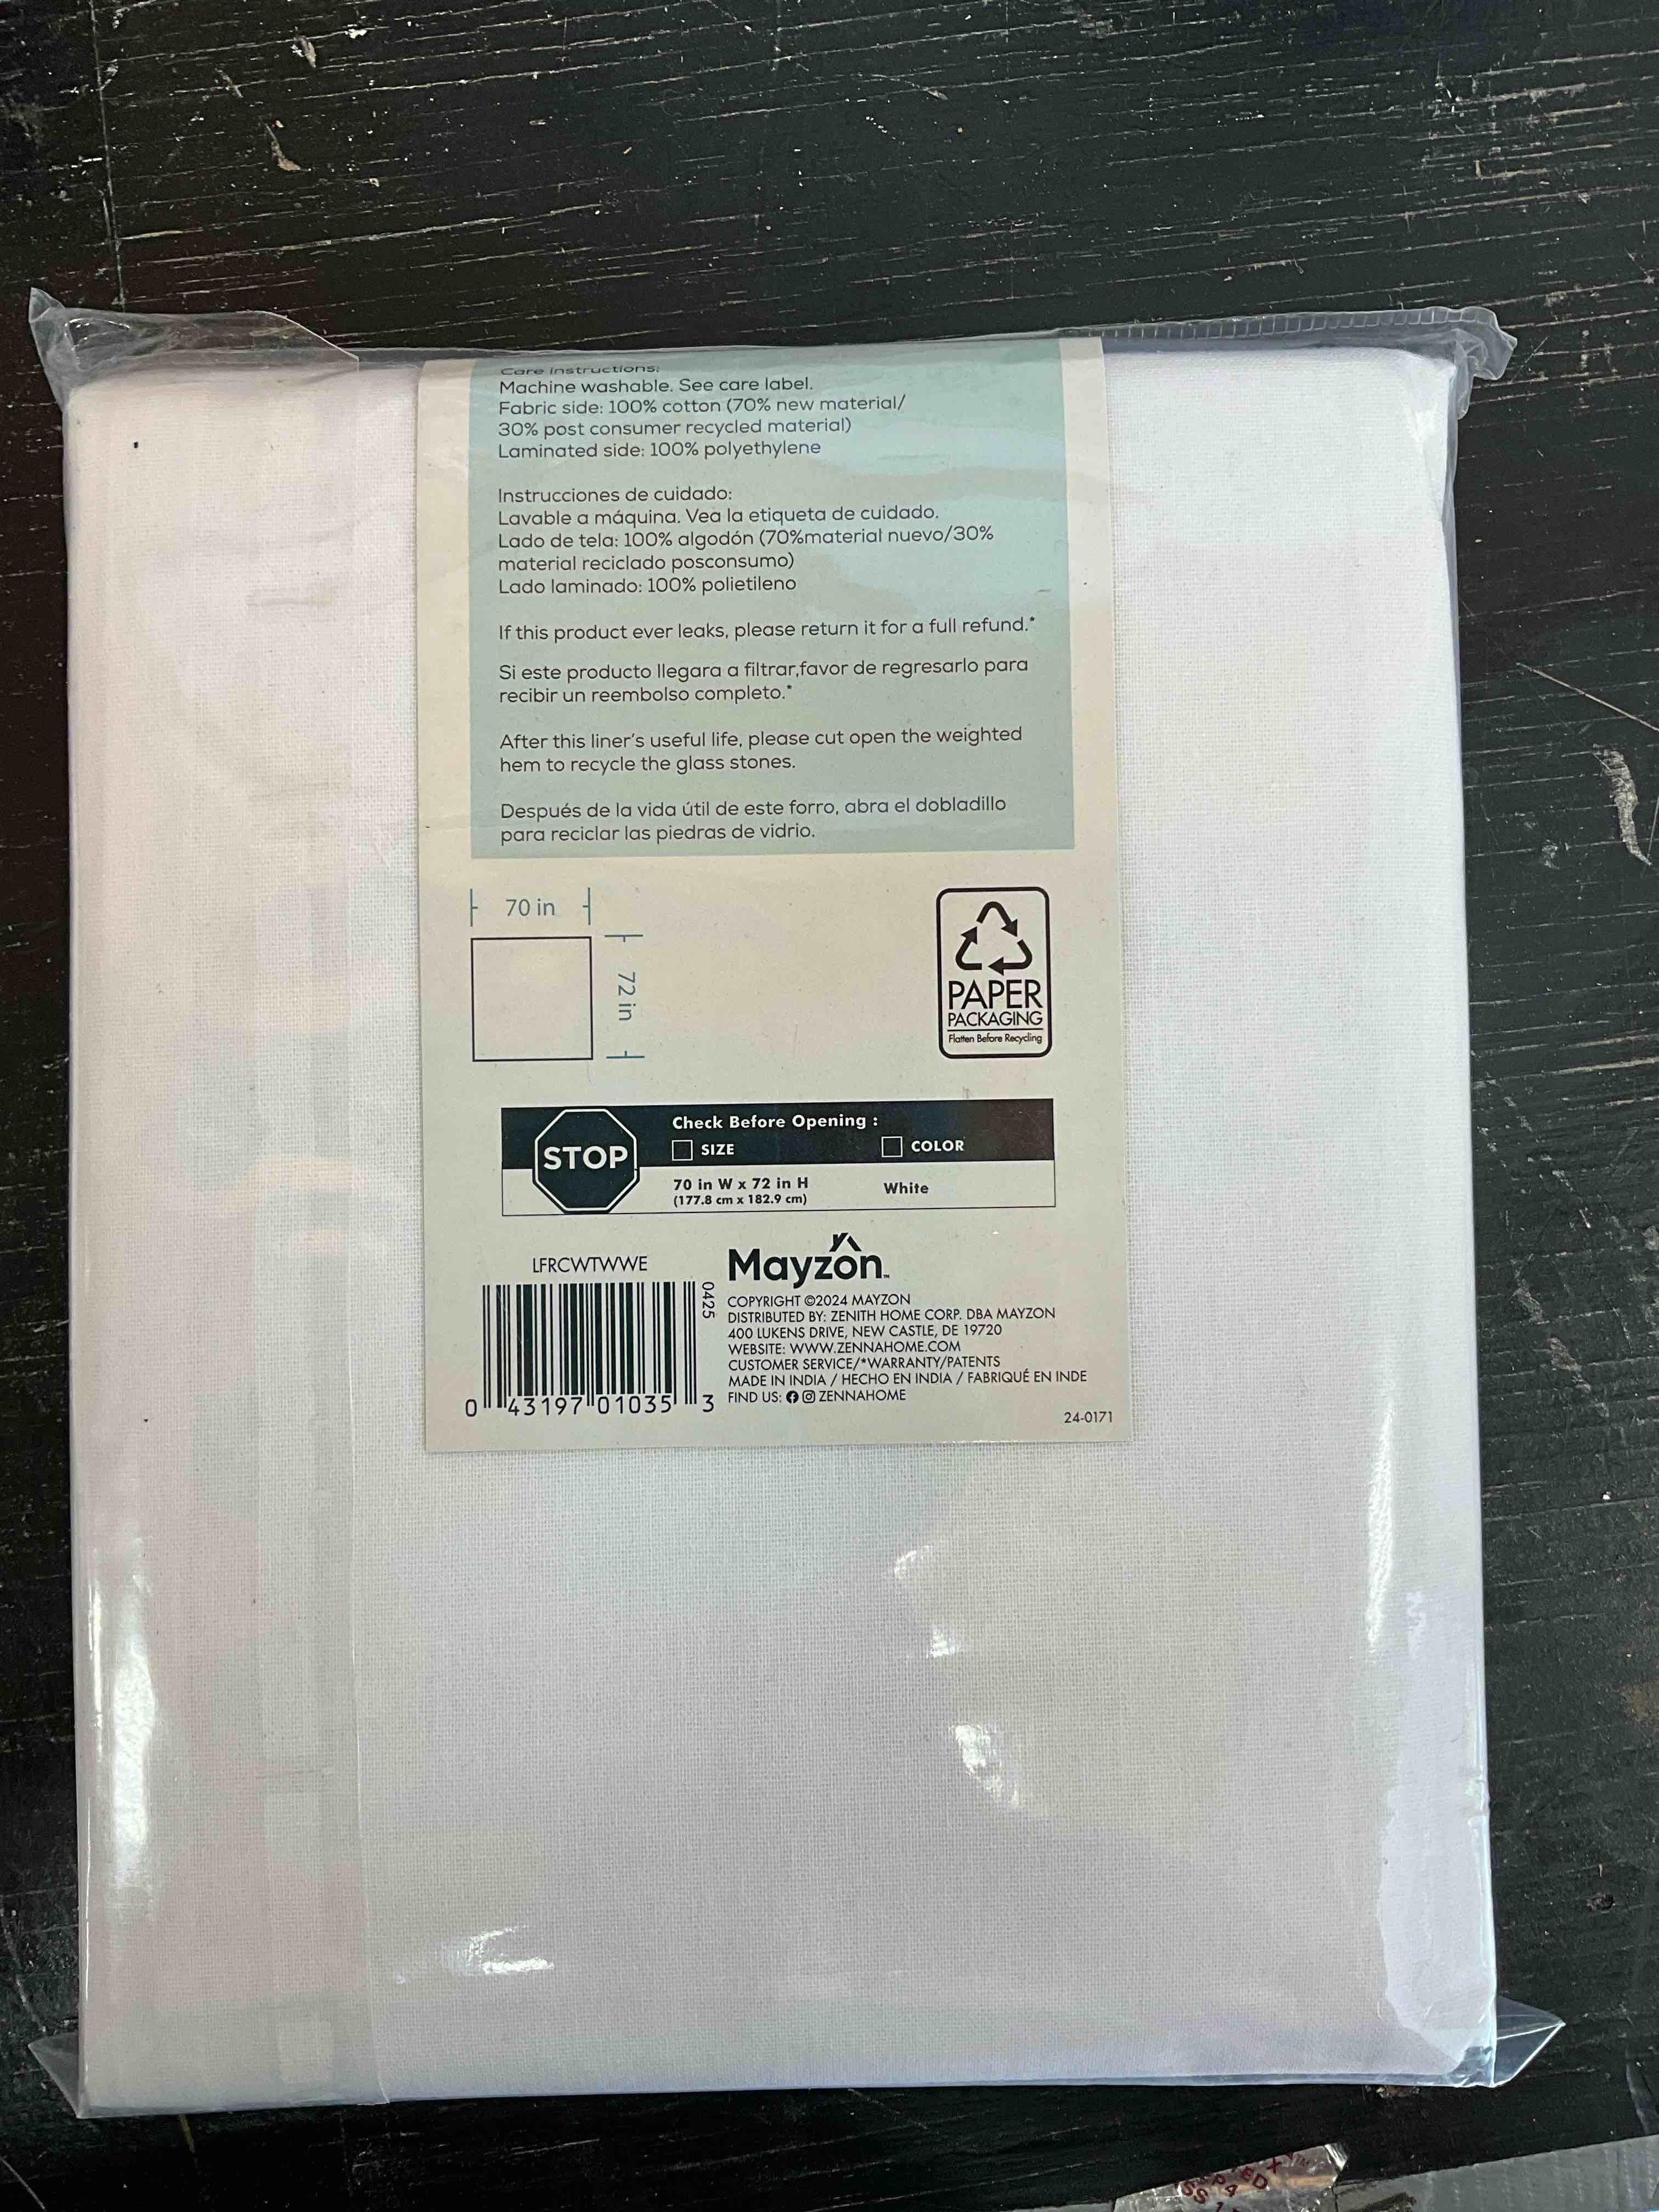 Care Instructions:
Machine washable. See care label.
Fabric side: 100% cotton (70% new material/
30% post consumer recycled material)
Laminated side: 100% polyethylene
Instrucciones de cuidado:
Lavable a máquina. Vea la etiqueta de cuidado.
Lado de tela: 100% algodón (70%material nuevo/30%
material reciclado posconsumo)
Lado laminado: 100% polietileno
If this product ever leaks, please return it for a full refund.*
Si este producto llegara a filtrar,favor de regresarlo para
recibir un reembolso completo.*
After this liner's useful life, please cut open the weighted
hem to recycle the glass stones.
Después de la vida útil de este forro, abra el dobladillo
para reciclar las piedras de vidrio.
70 in
72 in
PAPER
PACKAGING
Flatten Before Recycling
STOP
Check Before Opening :
SIZE COLOR
70 in W x 72 in H White
(177.8 cm x 182.9 cm)
LFRCWTWWE
0425
0 43197 01035 3
Mayzôn™
COPYRIGHT ©2024 MAYZON
DISTRIBUTED BY: ZENITH HOME CORP. DBA MAYZON
400 LUKENS DRIVE, NEW CASTLE, DE 19720
WEBSITE: WWW.ZENNAHOME.COM
CUSTOMER SERVICE/*WARRANTY/PATENTS
MADE IN INDIA / HECHO EN INDIA / FABRIQUÉ EN INDE
FIND US: ZENNAHOME
24-0171